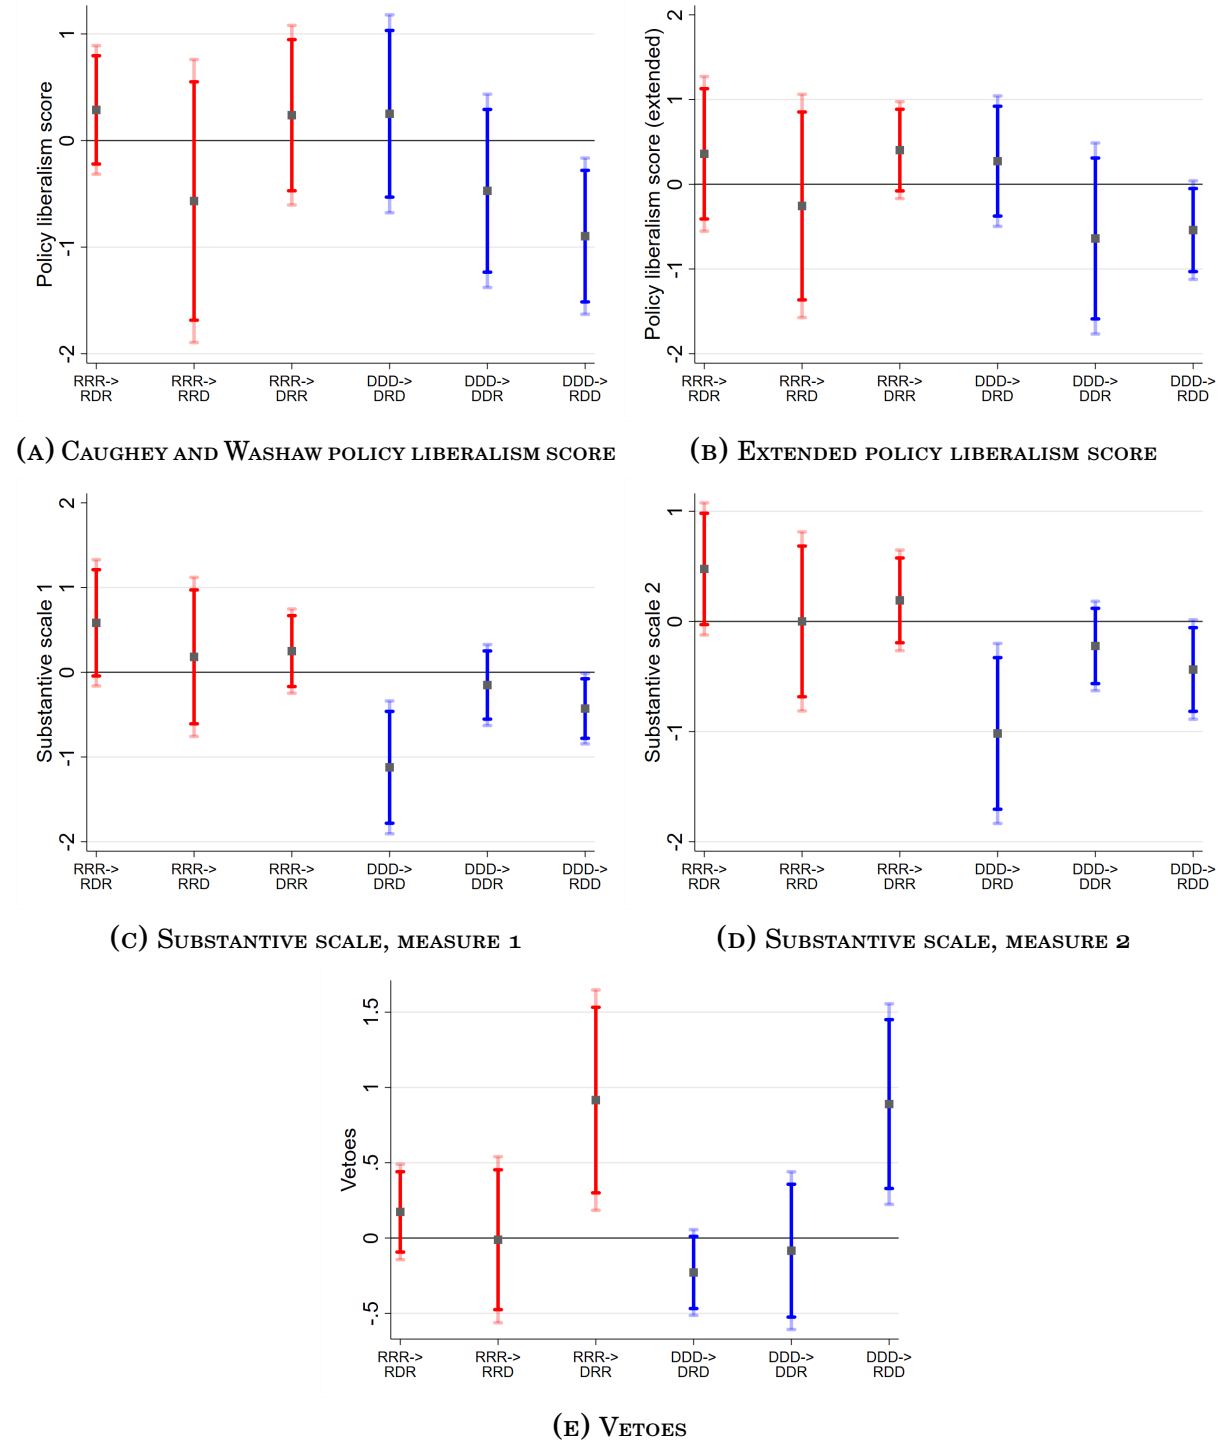 Policy liberalism score
1
0
-1
-2
RRR-> RRR-> RRR-> DDD-> DDD-> DDD->
RDR RRD DRR DRD DDR RDD
(A) Caughey and Washaw policy liberalism score
Policy liberalism score (extended)
2
1
0
-1
-2
RRR-> RRR-> RRR-> DDD-> DDD-> DDD->
RDR RRD DRR DRD DDR RDD
(B) Extended policy liberalism score
Substantive scale 1
2
1
0
-1
-2
RRR-> RRR-> RRR-> DDD-> DDD-> DDD->
RDR RRD DRR DRD DDR RDD
(C) Substantive scale, measure 1
Substantive scale 2
1
0
-1
-2
RRR-> RRR-> RRR-> DDD-> DDD-> DDD->
RDR RRD DRR DRD DDR RDD
(D) Substantive scale, measure 2
Vetoes
1.5
1
.5
0
-.5
RRR-> RRR-> RRR-> DDD-> DDD-> DDD->
RDR RRD DRR DRD DDR RDD
(E) Vetoes